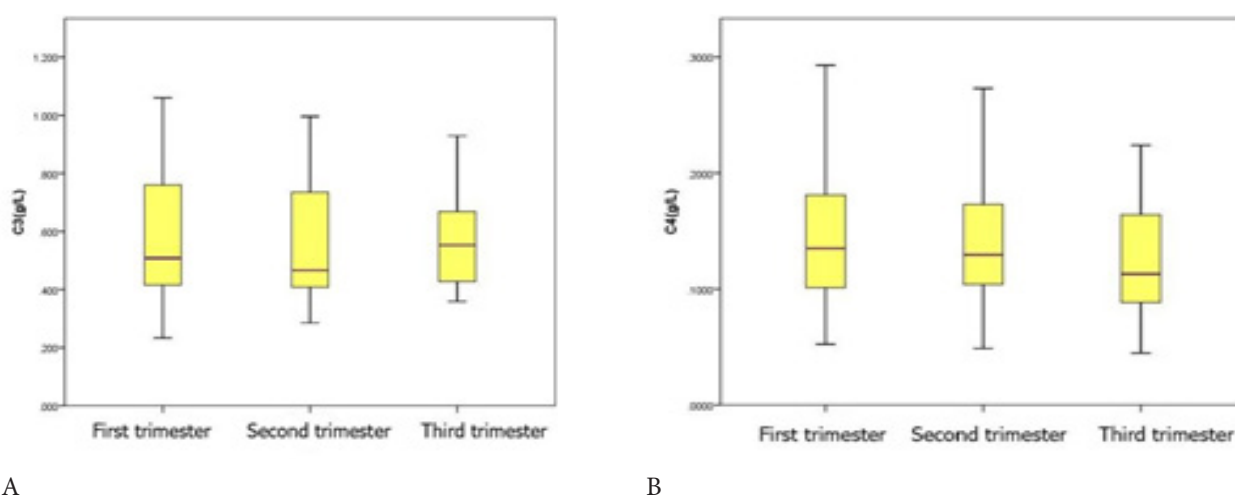 1.200
1.000
.800
.600
.400
.200
.000
C3(g/L)
First trimester Second trimester Third trimester
A
.3000
.2000
.1000
.0000
C4(g/L)
First trimester Second trimester Third trimester
B